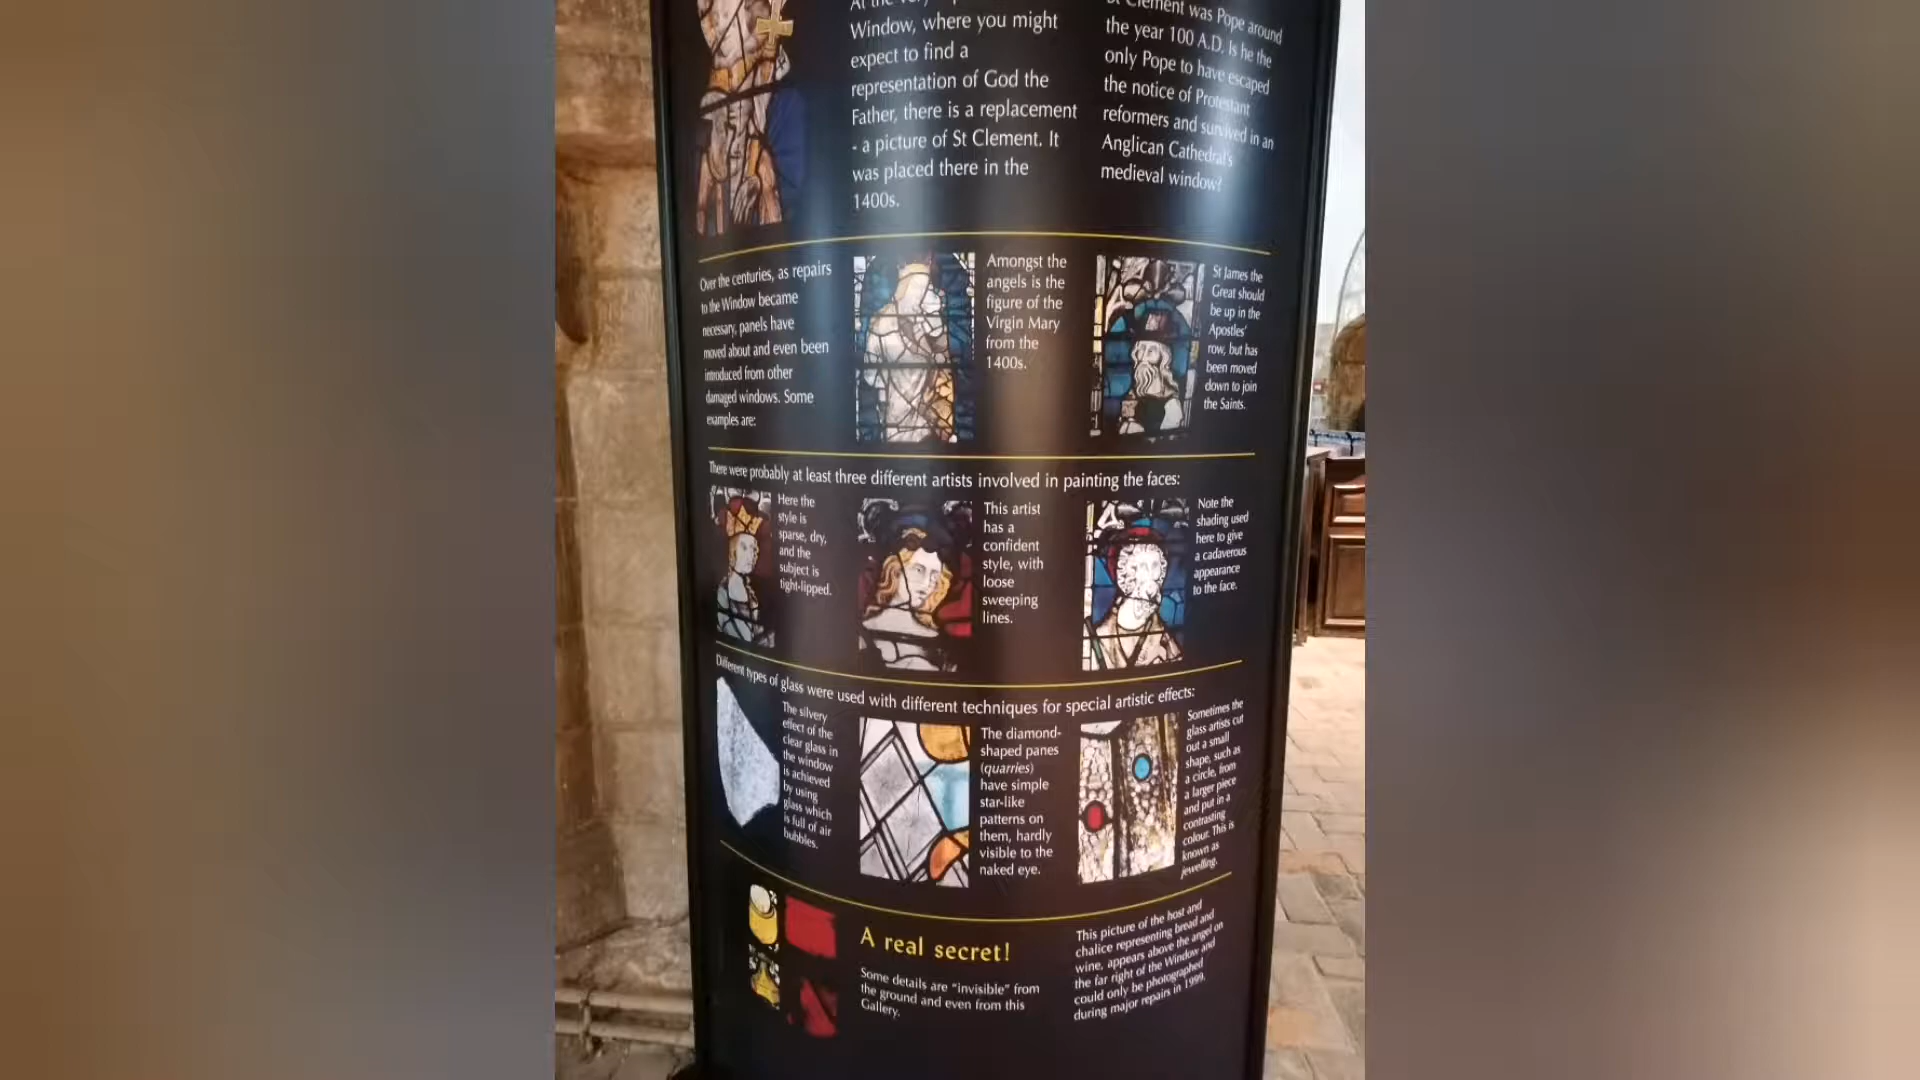 At the
Window, where you might
expect to find a
representation of God the
Father, there is a replacement
- a picture of St Clement. It
was placed there in the
1400s.
St Clement was Pope around
the year 100 A.D. Is he the
only Pope to have escaped
the notice of Protestant
reformers and survived in an
Anglican Cathedral's
medieval window?
Over the centuries, as repairs
to the Window became
necessary, panels have
moved about and even been
introduced from other
damaged windows. Some
examples are:
Amongst the
angels is the
figure of the
Virgin Mary
from the
1400s.
St James the
Great should
be up in the
Apostles'
row, but has
been moved
down to join
the Saints.
There were probably at least three different artists involved in painting the faces:
Here the
style is
sparse, dry,
and the
subject is
tight-lipped.
This artist
has a
confident
style, with
loose
sweeping
lines.
Note the
shading used
here to give
a cadaverous
appearance
to the face.
Different types of glass were used with different techniques for special artistic effects:
The silvery
effect of the
clear glass in
the window
is achieved
by using
glass which
is full of air
bubbles.
The diamond-
shaped panes
(quarries)
have simple
star-like
patterns on
them, hardly
visible to the
naked eye.
Sometimes the
glass artists cut
out a small
shape, such as
a circle, from
a larger piece
and put in a
contrasting
colour. This is
known as
jewelling.
A real secret!
Some details are "invisible" from
the ground and even from this
Gallery.
This picture of the host and
chalice representing bread and
wine, appears above the angel on
the far right of the Window and
could only be photographed
during major repairs in 1999.